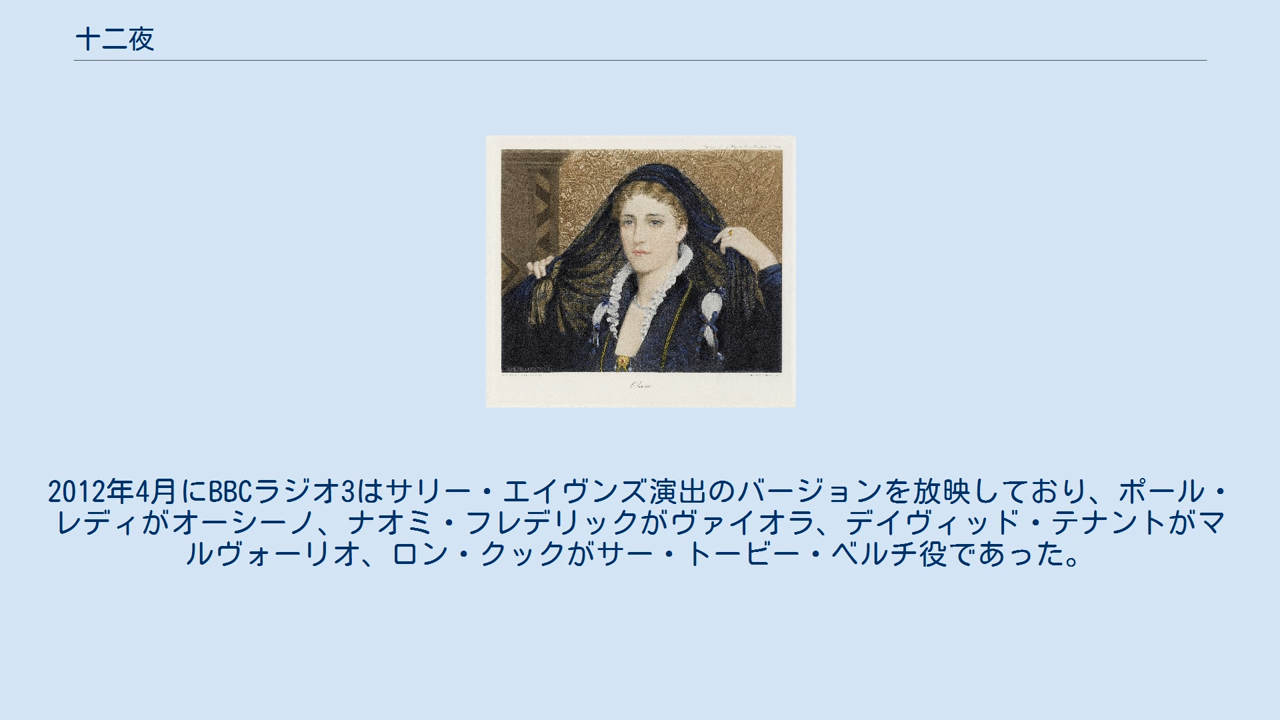 十二夜
2012年4月にBBCラジオ3はサリー・エイヴンズ演出のバージョンを放映しており、ポール・
レディがオーシーノ、ナオミ・フレデリックがヴァイオラ、デイヴィッド・テナントがマ
ルヴォーリオ、ロン・クックがサー・トービー・ベルチ役であった。